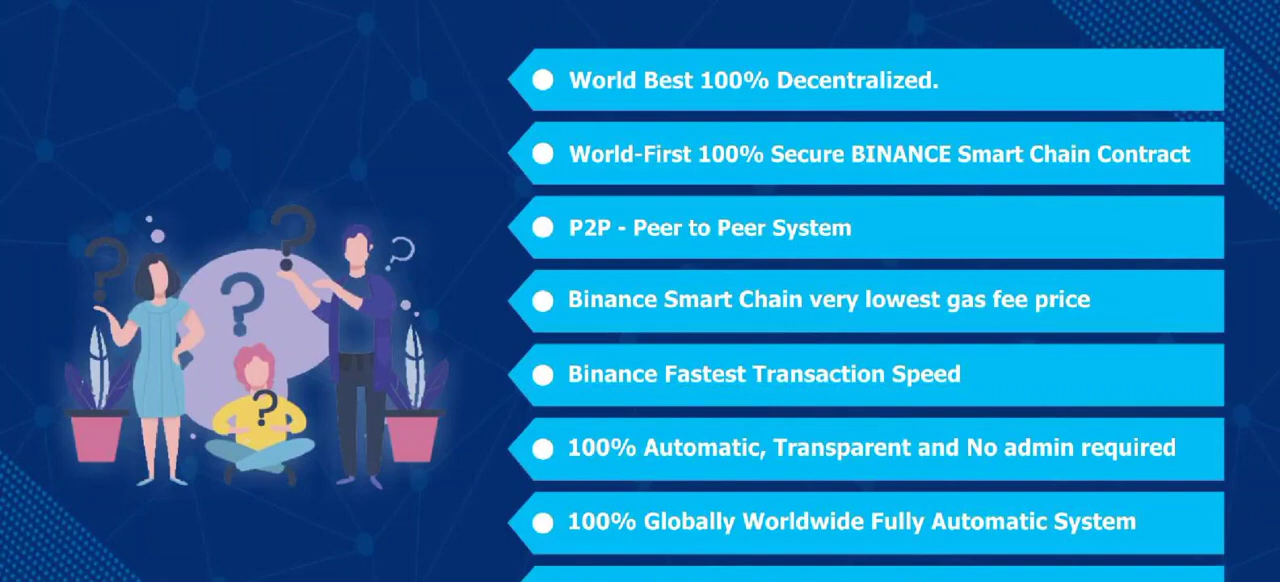 World Best 100% Decentralized.
World-First 100% Secure BINANCE Smart Chain Contract
P2P - Peer to Peer System
Binance Smart Chain very lowest gas fee price
Binance Fastest Transaction Speed
100% Automatic, Transparent and No admin required
100% Globally Worldwide Fully Automatic System